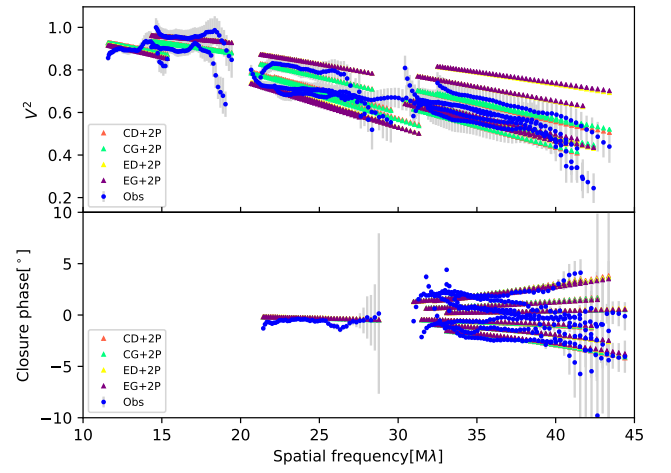 1.0
0.8
0.6
0.4
0.2
V²
CD+2P
CG+2P
ED+2P
EG+2P
Obs
10
5
0
−5
−10
Closure phase[°]
CD+2P
CG+2P
ED+2P
EG+2P
Obs
10 15 20 25 30 35 40 45
Spatial frequency[Mλ]